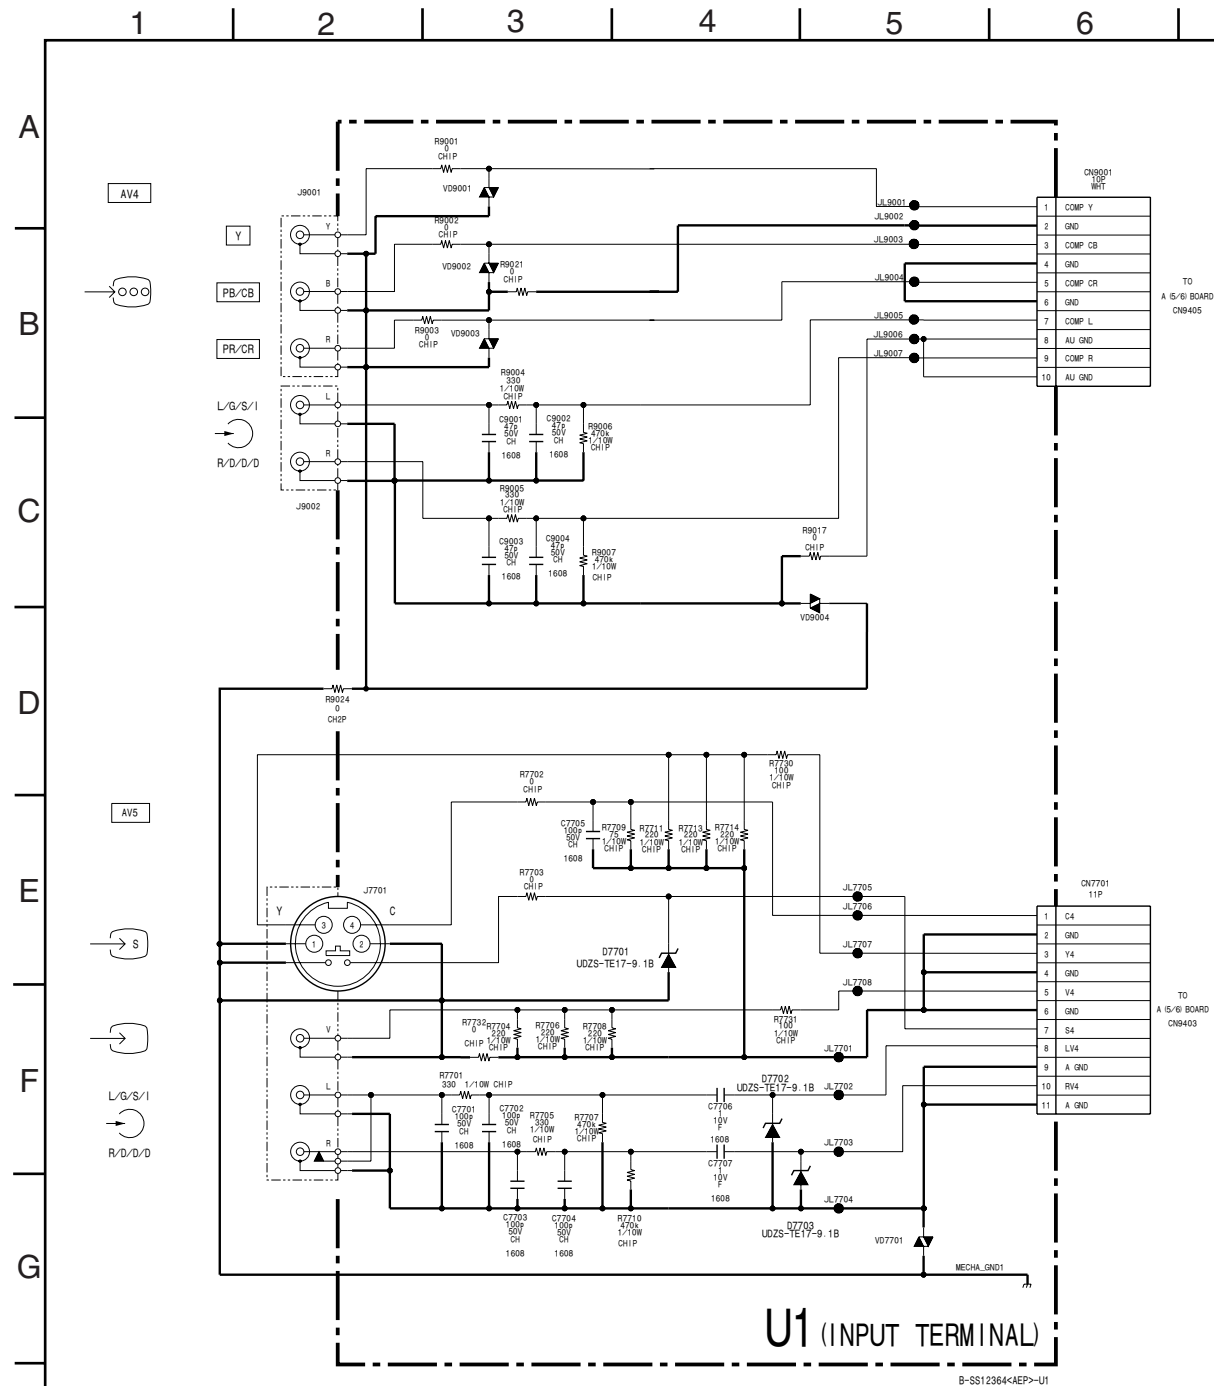 1 2 3 4 5 6
A
B
C
D
E
F
G
AV4
Y
PB/CB
PR/CR
L/G/S/I
R/D/D/D
J9001
Y
B
R
L
R
J9002
R9001
0
CHIP
VD9001
R9002
0
CHIP
VD9002
R9021
0
CHIP
R9003
0
CHIP
VD9003
R9004
330
1/10W
CHIP
C9001
47p
50V
CH
1608
C9002
47p
50V
CH
1608
R9006
470k
1/10W
CHIP
R9005
330
1/10W
CHIP
C9003
47p
50V
CH
1608
C9004
47p
50V
CH
1608
R9007
470k
1/10W
CHIP
R9017
0
CHIP
VD9004
R9024
0
CH2P
JL9001
JL9002
JL9003
JL9004
JL9005
JL9006
JL9007
CN9001
10P
WHT
1 COMP Y
2 GND
3 COMP CB
4 GND
5 COMP CR
6 GND
7 COMP L
8 AU GND
9 COMP R
10 AU GND
TO
A (5/6) BOARD
CN9405
AV5
S
L/G/S/I
R/D/D/D
J7701
Y
C
3
4
1
2
V
L
R
R7702
0
CHIP
R7703
0
CHIP
C7705
100p
50V
CH
1608
R7709
75
1/10W
CHIP
R7711
220
1/10W
CHIP
R7713
220
1/10W
CHIP
R7714
220
1/10W
CHIP
R7730
100
1/10W
CHIP
D7701
UDZS-TE17-9.1B
R7732
0
CHIP
R7704
220
1/10W
CHIP
R7706
220
1/10W
CHIP
R7708
220
1/10W
CHIP
R7731
100
1/10W
CHIP
R7701
330 1/10W CHIP
C7701
100p
50V
CH
1608
C7702
100p
50V
CH
1608
R7705
330
1/10W
CHIP
R7707
470k
1/10W
CHIP
C7706
1
10V
F
1608
C7707
1
10V
F
1608
D7702
UDZS-TE17-9.1B
D7703
UDZS-TE17-9.1B
C7703
100p
50V
CH
1608
C7704
100p
50V
CH
1608
R7710
470k
1/10W
CHIP
JL7705
JL7706
JL7707
JL7708
JL7701
JL7702
JL7703
JL7704
VD7701
MECHA_GND1
CN7701
11P
1 C4
2 GND
3 Y4
4 GND
5 V4
6 GND
7 S4
8 LV4
9 A GND
10 RV4
11 A GND
TO
A (5/6) BOARD
CN9403
U1 (INPUT TERMINAL)
B-SS12364<AEP>-U1